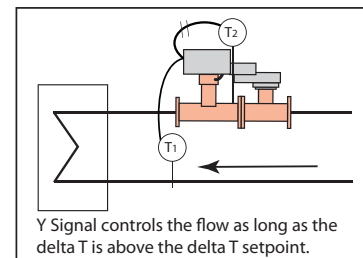 T2
T1
Y Signal controls the flow as long as the
delta T is above the delta T setpoint.